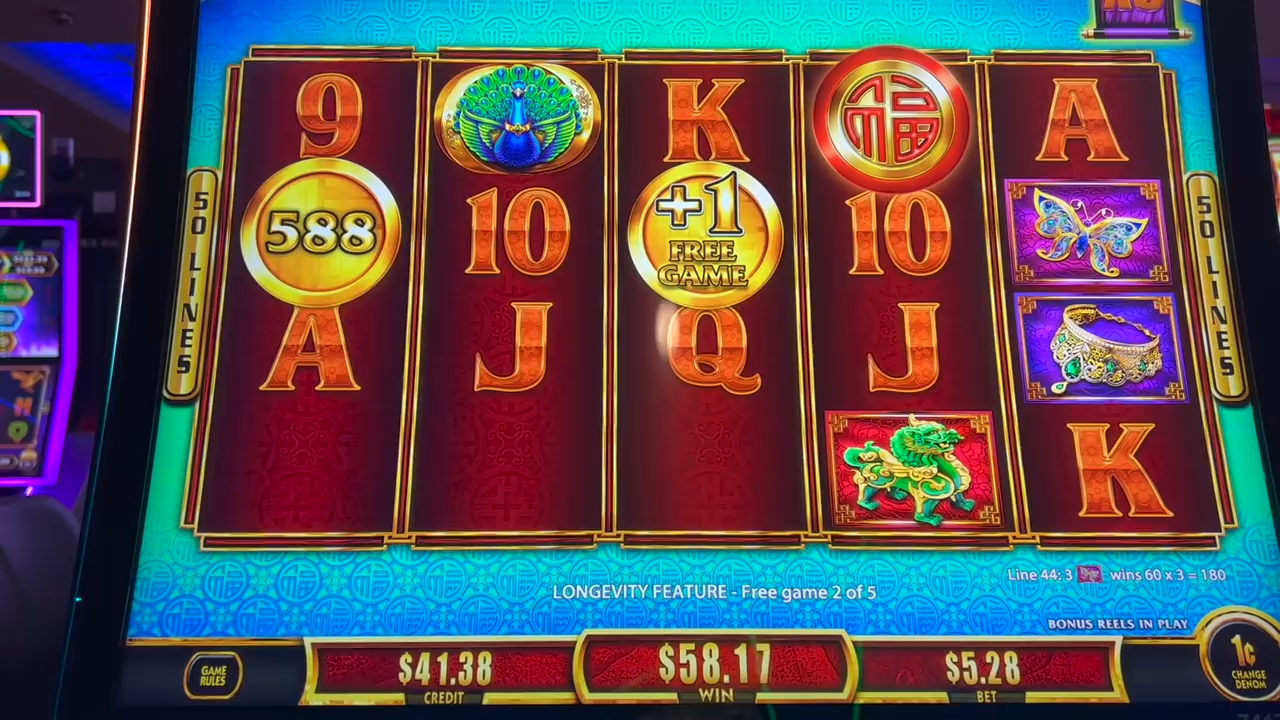 9
K
福
A
588
10
+1
FREE
GAME
10
50 LINES
50 LINES
A
J
Q
J
K
Line 44: 3 wins 60 x 3 = 180
LONGEVITY FEATURE - Free game 2 of 5
BONUS REELS IN PLAY
GAME
RULES
$41.38
CREDIT
$58.17
WIN
$5.28
BET
1¢
CHANGE
DENOM